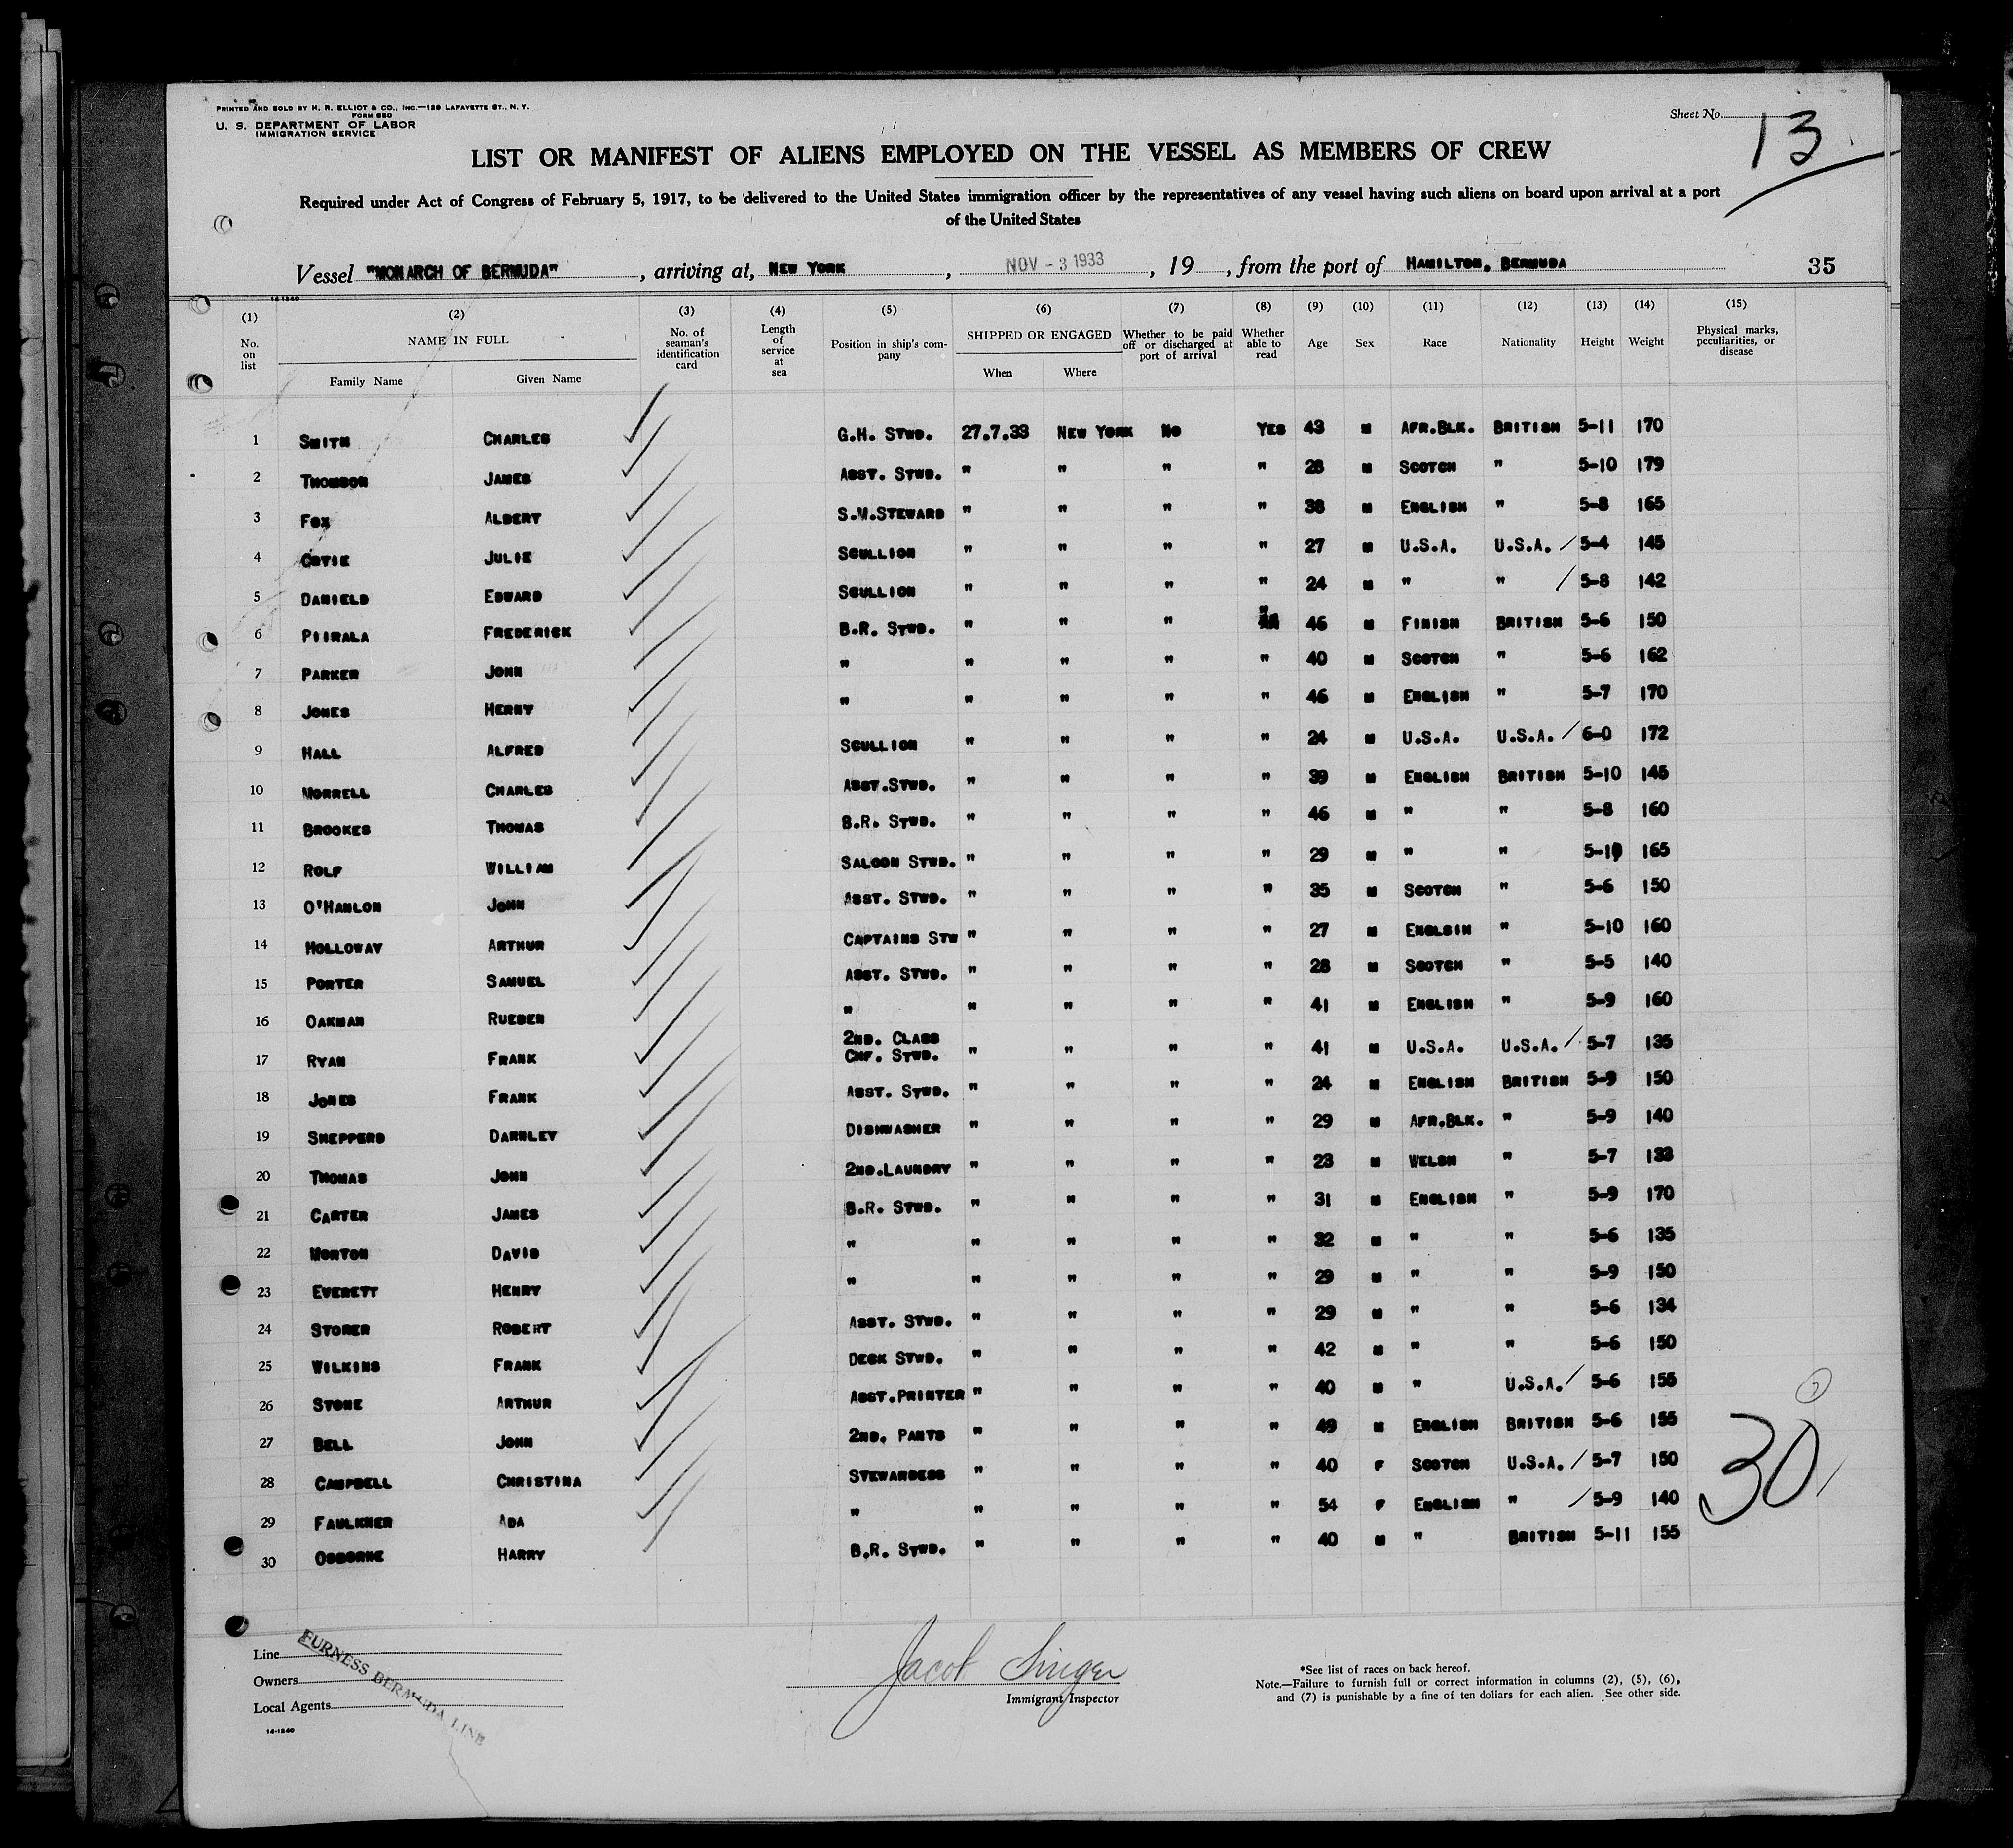 PRINTED AND SOLD BY H. R. ELLIOT & CO., INC.—129 LAFAYETTE ST., N. Y.
FORM 680
U. S. DEPARTMENT OF LABOR
IMMIGRATION SERVICE
Sheet No. 13
LIST OR MANIFEST OF ALIENS EMPLOYED ON THE VESSEL AS MEMBERS OF CREW
Required under Act of Congress of February 5, 1917, to be delivered to the United States immigration officer by the representatives of any vessel having such aliens on board upon arrival at a port
of the United States
Vessel "MONARCH OF BERMUDA", arriving at, NEW YORK, NOV - 3 1933, 19, from the port of HAMILTON, BERMUDA 35
14-1240
(1) (2) (3) (4) (5) (6) (7) (8) (9) (10) (11) (12) (13) (14) (15)
No. on list NAME IN FULL Family Name Given Name No. of seaman's identification card Length of service at sea Position in ship's company SHIPPED OR ENGAGED When Where Whether to be paid off or discharged at port of arrival Whether able to read Age Sex Race Nationality Height Weight Physical marks, peculiarities, or disease
1 SMITH CHARLES G.H. STWD. 27.7.33 NEW YORK NO YES 43 M AFR.BLK. BRITISH 5-11 170
2 THOMSON JAMES ASST. STWD. " " " " 28 M SCOTCH " 5-10 179
3 FOX ALBERT S.M.STEWARD " " " " 38 M ENGLISH " 5-8 165
4 COTIE JULIE SCULLION " " " " 27 M U.S.A. U.S.A. / 5-4 145
5 DANIELS EDWARD SCULLION " " " " 24 M " " / 5-8 142
6 PIIRALA FREDERICK B.R. STWD. " " " 46 M FINISH BRITISH 5-6 150
7 PARKER JOHN " " " " " 40 M SCOTCH " 5-6 162
8 JONES HERNY " " " " " 46 M ENGLISH " 5-7 170
9 HALL ALFRED SCULLION " " " " 24 M U.S.A. U.S.A. / 6-0 172
10 MORRELL CHARLES ASST.STWD. " " " " 39 M ENGLISH BRITISH 5-10 145
11 BROOKES THOMAS B.R. STWD. " " " " 46 M " " 5-8 160
12 ROLF WILLIAM SALOON STWD. " " " " 29 M " " 5-10 165
13 O'HANLON JOHN ASST. STWD. " " " " 35 M SCOTCH " 5-6 150
14 HOLLOWAY ARTHUR CAPTAINS STW " " " " 27 M ENGLSIH " 5-10 160
15 PORTER SAMUEL ASST. STWD. " " " " 28 M SCOTCH " 5-5 140
16 OAKMAN RUEBEN " " " " " 41 M ENGLISH " 5-9 160
17 RYAN FRANK 2ND. CLASS CHF. STWD. " " " " 41 M U.S.A. U.S.A. / 5-7 135
18 JONES FRANK ASST. STWD. " " " " 24 M ENGLISH BRITISH 5-9 150
19 SHEPPERD DARNLEY DISHWASHER " " " " 29 M AFR.BLK. " 5-9 140
20 THOMAS JOHN 2ND.LAUNDRY " " " " 23 M WELSH " 5-7 133
21 CARTER JAMES B.R. STWD. " " " " 31 M ENGLISH " 5-9 170
22 MORTON DAVID " " " " " 32 M " " 5-6 135
23 EVERETT HENRY " " " " " 29 M " " 5-9 150
24 STORER ROBERT ASST. STWD. " " " " 29 M " " 5-6 134
25 WILKINS FRANK DECK STWD. " " " " 42 M " " 5-6 150
26 STONE ARTHUR ASST.PRINTER " " " " 40 M " U.S.A. / 5-6 155
27 BELL JOHN 2ND. PANTS " " " " 49 M ENGLISH BRITISH 5-6 155
28 CAMPBELL CHRISTINA STEWARDESS " " " " 40 F SCOTCH U.S.A. / 5-7 150
29 FAULKNER ADA " " " " " 54 F ENGLISH " / 5-9 140
30 OSBORNE HARRY B.R. STWD. " " " " 40 M " BRITISH 5-11 155
30
Line
Owners
Local Agents
FURNESS BERMUDA LINE
14-1240
Jacob Singer
Immigrant Inspector
*See list of races on back hereof.
Note.—Failure to furnish full or correct information in columns (2), (5), (6),
and (7) is punishable by a fine of ten dollars for each alien. See other side.